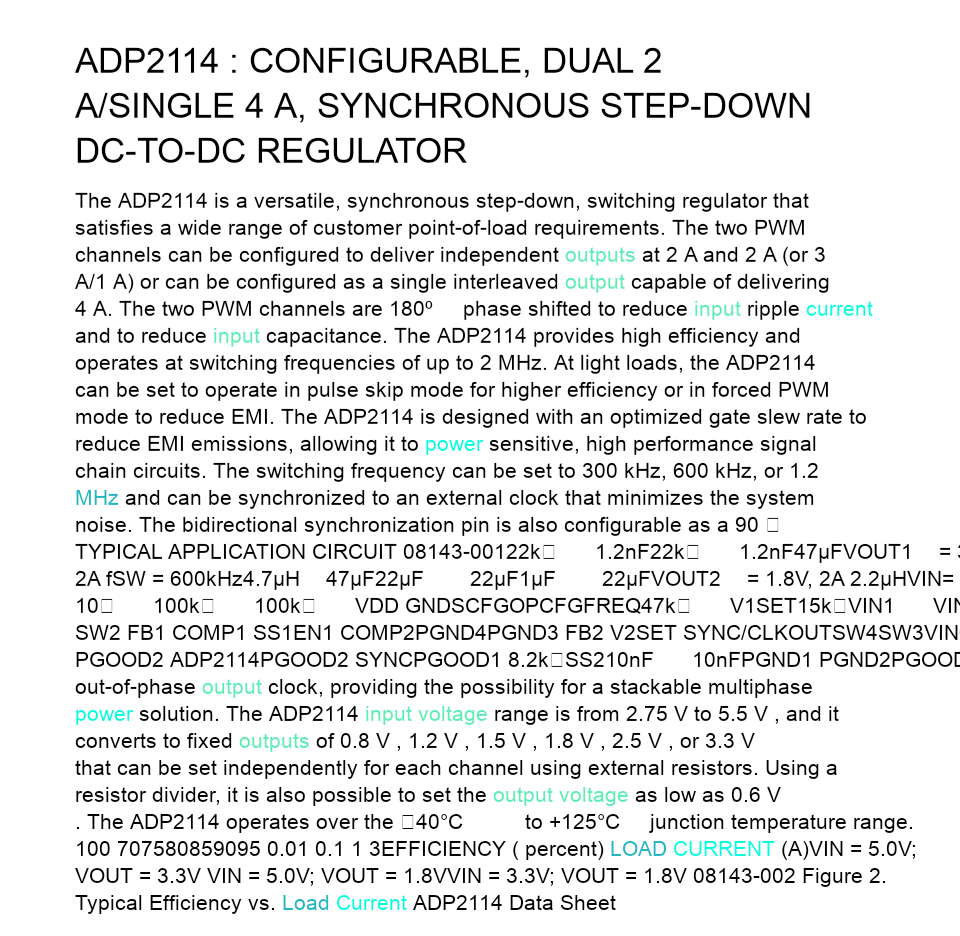 ADP2114 : CONFIGURABLE, DUAL 2
A/SINGLE 4 A, SYNCHRONOUS STEP-DOWN
DC-TO-DC REGULATOR
The ADP2114 is a versatile, synchronous step-down, switching regulator that
satisfies a wide range of customer point-of-load requirements. The two PWM
channels can be configured to deliver independent outputs at 2 A and 2 A (or 3
A/1 A) or can be configured as a single interleaved output capable of delivering
4 A. The two PWM channels are 180º phase shifted to reduce input ripple current
and to reduce input capacitance. The ADP2114 provides high efficiency and
operates at switching frequencies of up to 2 MHz. At light loads, the ADP2114
can be set to operate in pulse skip mode for higher efficiency or in forced PWM
mode to reduce EMI. The ADP2114 is designed with an optimized gate slew rate to
reduce EMI emissions, allowing it to power sensitive, high performance signal
chain circuits. The switching frequency can be set to 300 kHz, 600 kHz, or 1.2
MHz and can be synchronized to an external clock that minimizes the system
noise. The bidirectional synchronization pin is also configurable as a 90 □
TYPICAL APPLICATION CIRCUIT 08143-00122k□ 1.2nF22k□ 1.2nF47µFVOUT1 =
2A fSW = 600kHz4.7µH 47µF22µF 22µF1µF 22µFVOUT2 = 1.8V, 2A 2.2µHVIN=
10□ 100k□ 100k□ VDD GNDSCFGOPCFGFREQ47k□ V1SET15k□VIN1 VIN
SW2 FB1 COMP1 SS1EN1 COMP2PGND4PGND3 FB2 V2SET SYNC/CLKOUTSW4SW3VIN
PGOOD2 ADP2114PGOOD2 SYNCPGOOD1 8.2k□SS210nF 10nFPGND1 PGND2PGOOD
out-of-phase output clock, providing the possibility for a stackable multiphase
power solution. The ADP2114 input voltage range is from 2.75 V to 5.5 V , and it
converts to fixed outputs of 0.8 V , 1.2 V , 1.5 V , 1.8 V , 2.5 V , or 3.3 V
that can be set independently for each channel using external resistors. Using a
resistor divider, it is also possible to set the output voltage as low as 0.6 V
. The ADP2114 operates over the □40°C to +125°C junction temperature range.
100 707580859095 0.01 0.1 1 3EFFICIENCY ( percent) LOAD CURRENT (A)VIN = 5.0V;
VOUT = 3.3V VIN = 5.0V; VOUT = 1.8VVIN = 3.3V; VOUT = 1.8V 08143-002 Figure 2.
Typical Efficiency vs. Load Current ADP2114 Data Sheet